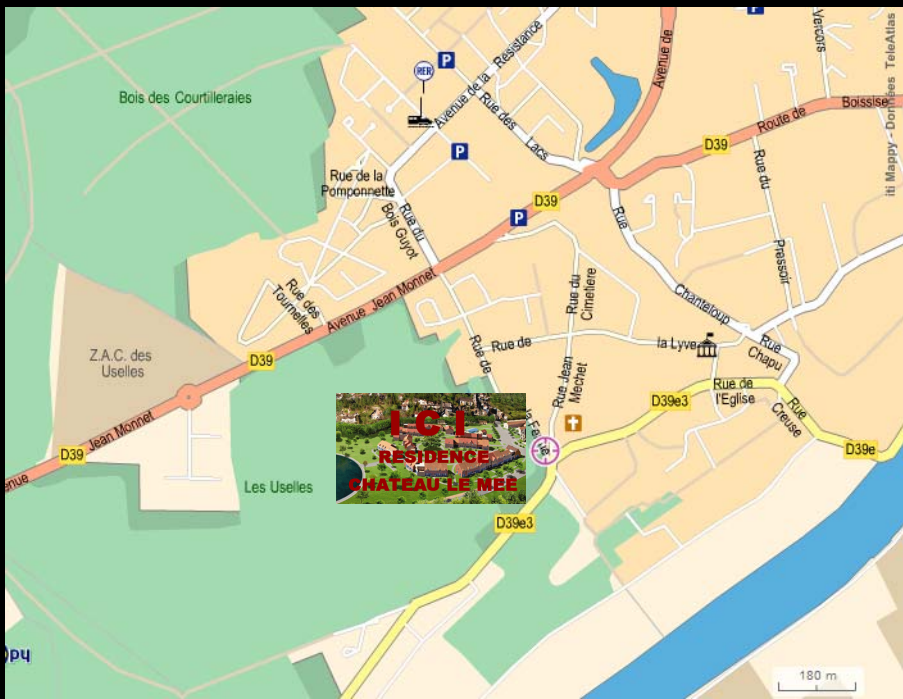 P
Vercors
Avenue de
RER
P
Avenue de la Résistance
Bois des Courtilleraies
Rue des
Lacs
Boissise
Route de
D39
iti Mappy - Données TeleAtlas
P
Rue du
Pressoir
Rue de la
Pomponnette
D39
Rue du
Bois Guyot
P
Rue
Chanteloup
Avenue Jean Monnet
Rue des
Tournelles
Rue du
Cimetière
Rue de
la Lyve
Rue
Chapu
Z.A.C. des
Uselles
D39
Rue de
Rue Jean
Mechet
Rue de
l'Eglise
D39e3
Rue
Creuse
Jean Monnet
D39
I C I
RESIDENCE
CHATEAU LE MEE
D39e
Les Uselles
D39e3
180 m